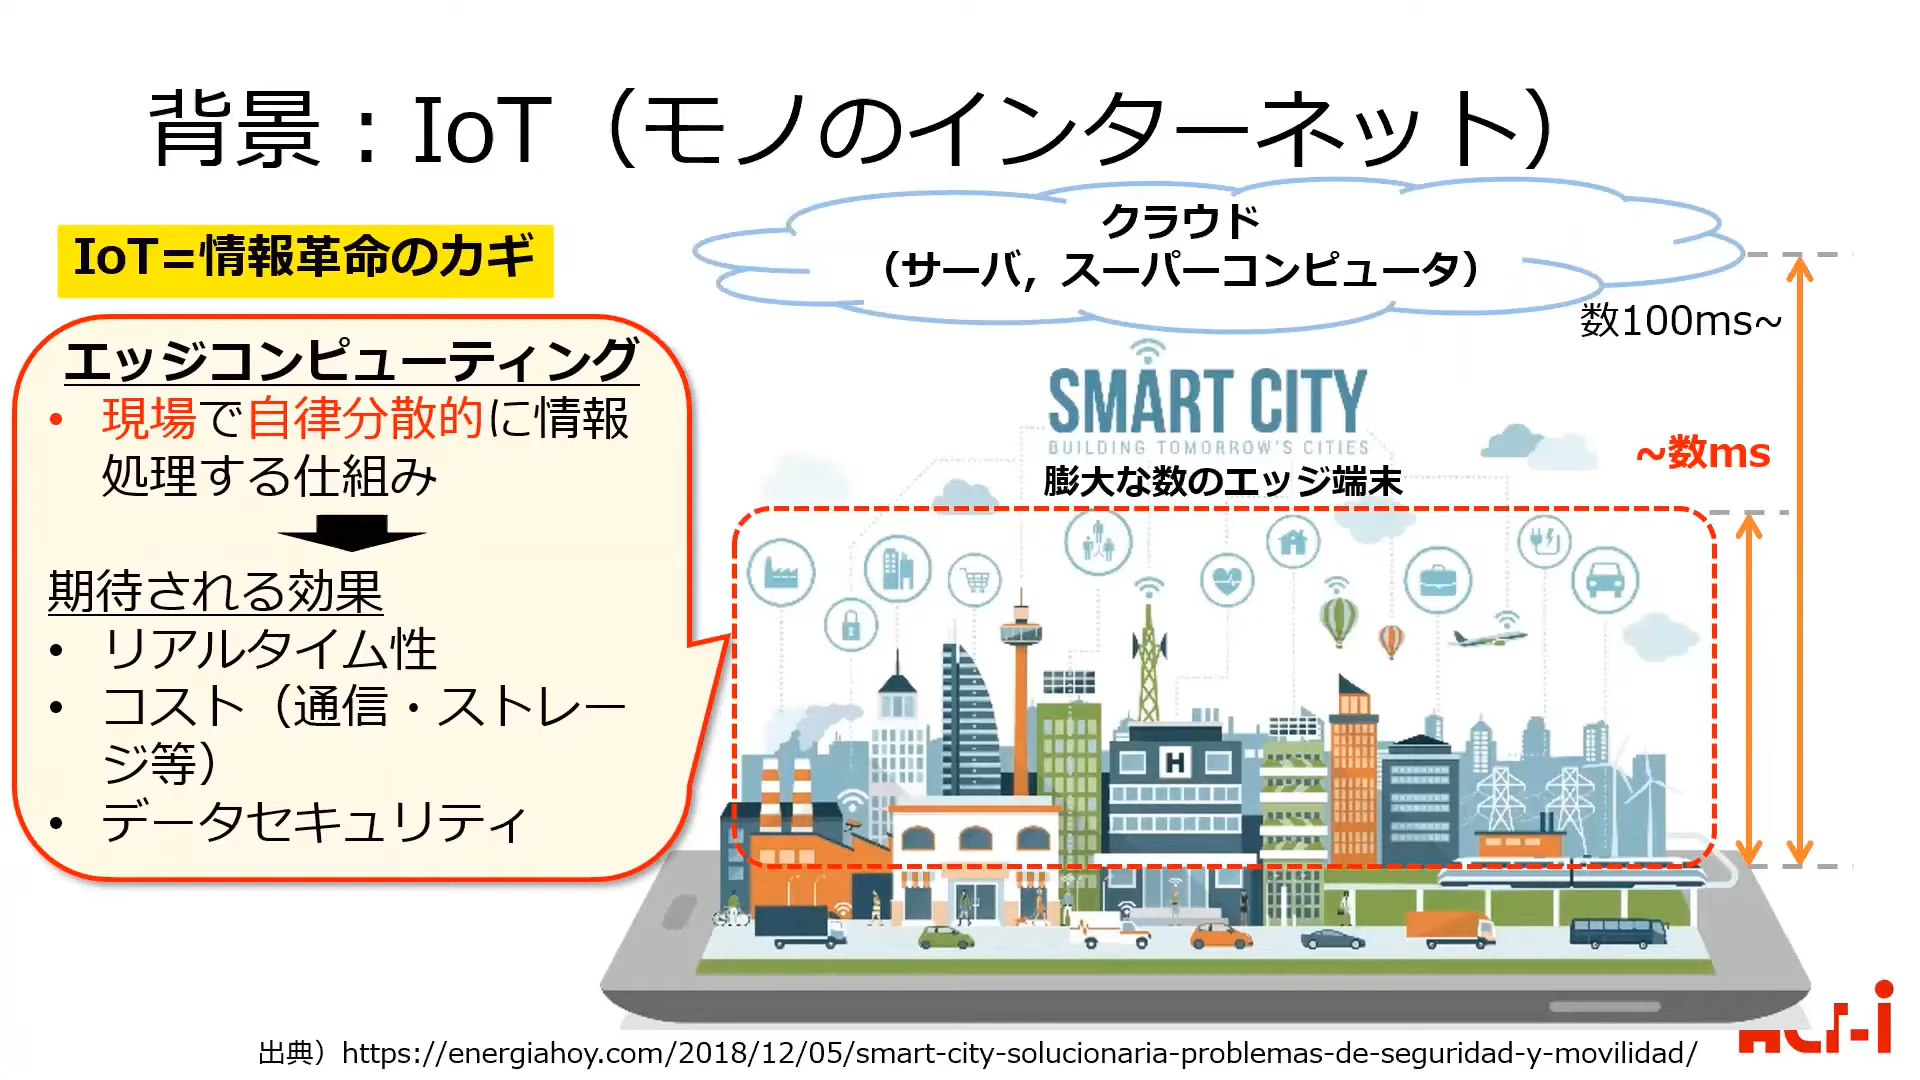 背景：IoT（モノのインターネット）
IoT=情報革命のカギ
エッジコンピューティング
• 現場で自律分散的に情報
処理する仕組み
期待される効果
• リアルタイム性
• コスト（通信・ストレー
ジ等）
• データセキュリティ
クラウド
（サーバ，スーパーコンピュータ）
数100ms~
SMART CITY
BUILDING TOMORROW'S CITIES
~数ms
膨大な数のエッジ端末
H
出典）https://energiahoy.com/2018/12/05/smart-city-solucionaria-problemas-de-seguridad-y-movilidad/